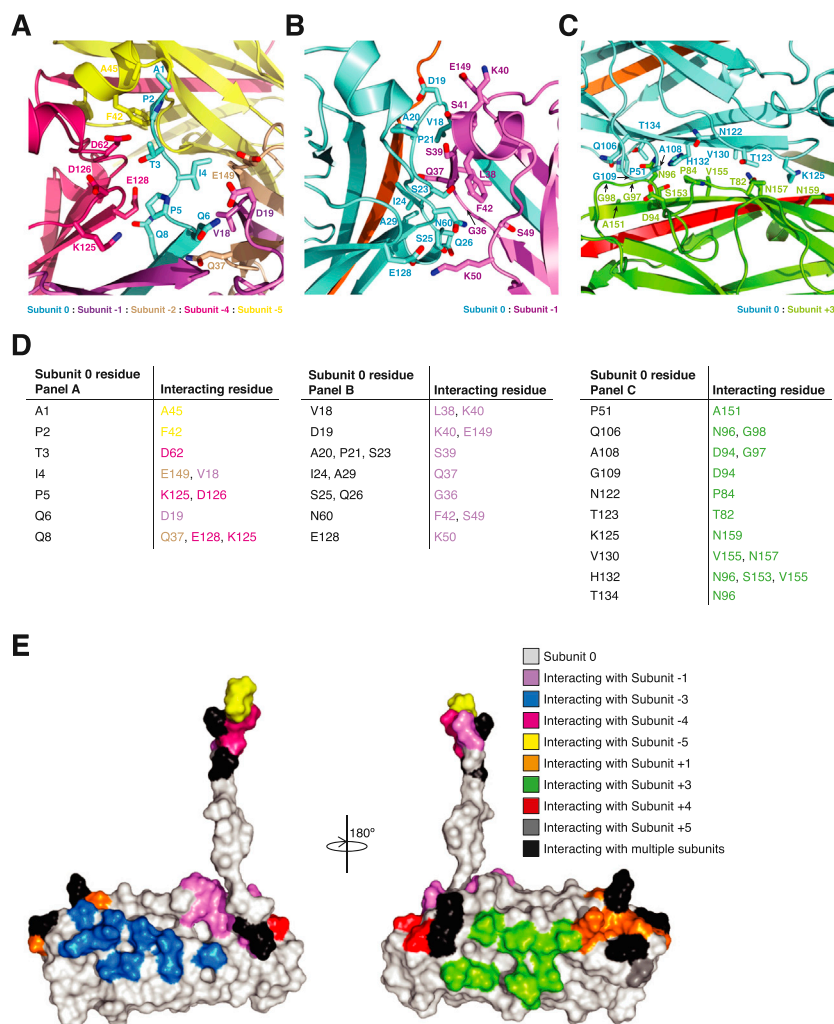 A
B
C
A45
A1
P2
F42
D62
T3
D126
I4
E149
E128
P5
Q6
D19
V18
Q8
K125
Q37
Subunit 0 : Subunit -1 : Subunit -2 : Subunit -4 : Subunit -5
E149
K40
D19
S41
A20
V18
P21
S39
Q37
L38
S23
I24
F42
A29
N60
G36
S49
S25
Q26
E128
K50
Subunit 0 : Subunit -1
T134
N122
Q106
A108
V130
H132
T123
P51
N96
P84
V155
K125
G109
T82
G98
G97
S153
N157
N159
A151
D94
Subunit 0 : Subunit +3
D
Subunit 0 residue
Panel A Interacting residue
A1 A45
P2 F42
T3 D62
I4 E149, V18
P5 K125, D126
Q6 D19
Q8 Q37, E128, K125
Subunit 0 residue
Panel B Interacting residue
V18 L38, K40
D19 K40, E149
A20, P21, S23 S39
I24, A29 Q37
S25, Q26 G36
N60 F42, S49
E128 K50
Subunit 0 residue
Panel C Interacting residue
P51 A151
Q106 N96, G98
A108 D94, G97
G109 D94
N122 P84
T123 T82
K125 N159
V130 V155, N157
H132 N96, S153, V155
T134 N96
E
Subunit 0
Interacting with Subunit -1
Interacting with Subunit -3
Interacting with Subunit -4
Interacting with Subunit -5
Interacting with Subunit +1
Interacting with Subunit +3
Interacting with Subunit +4
Interacting with Subunit +5
Interacting with multiple subunits
180º